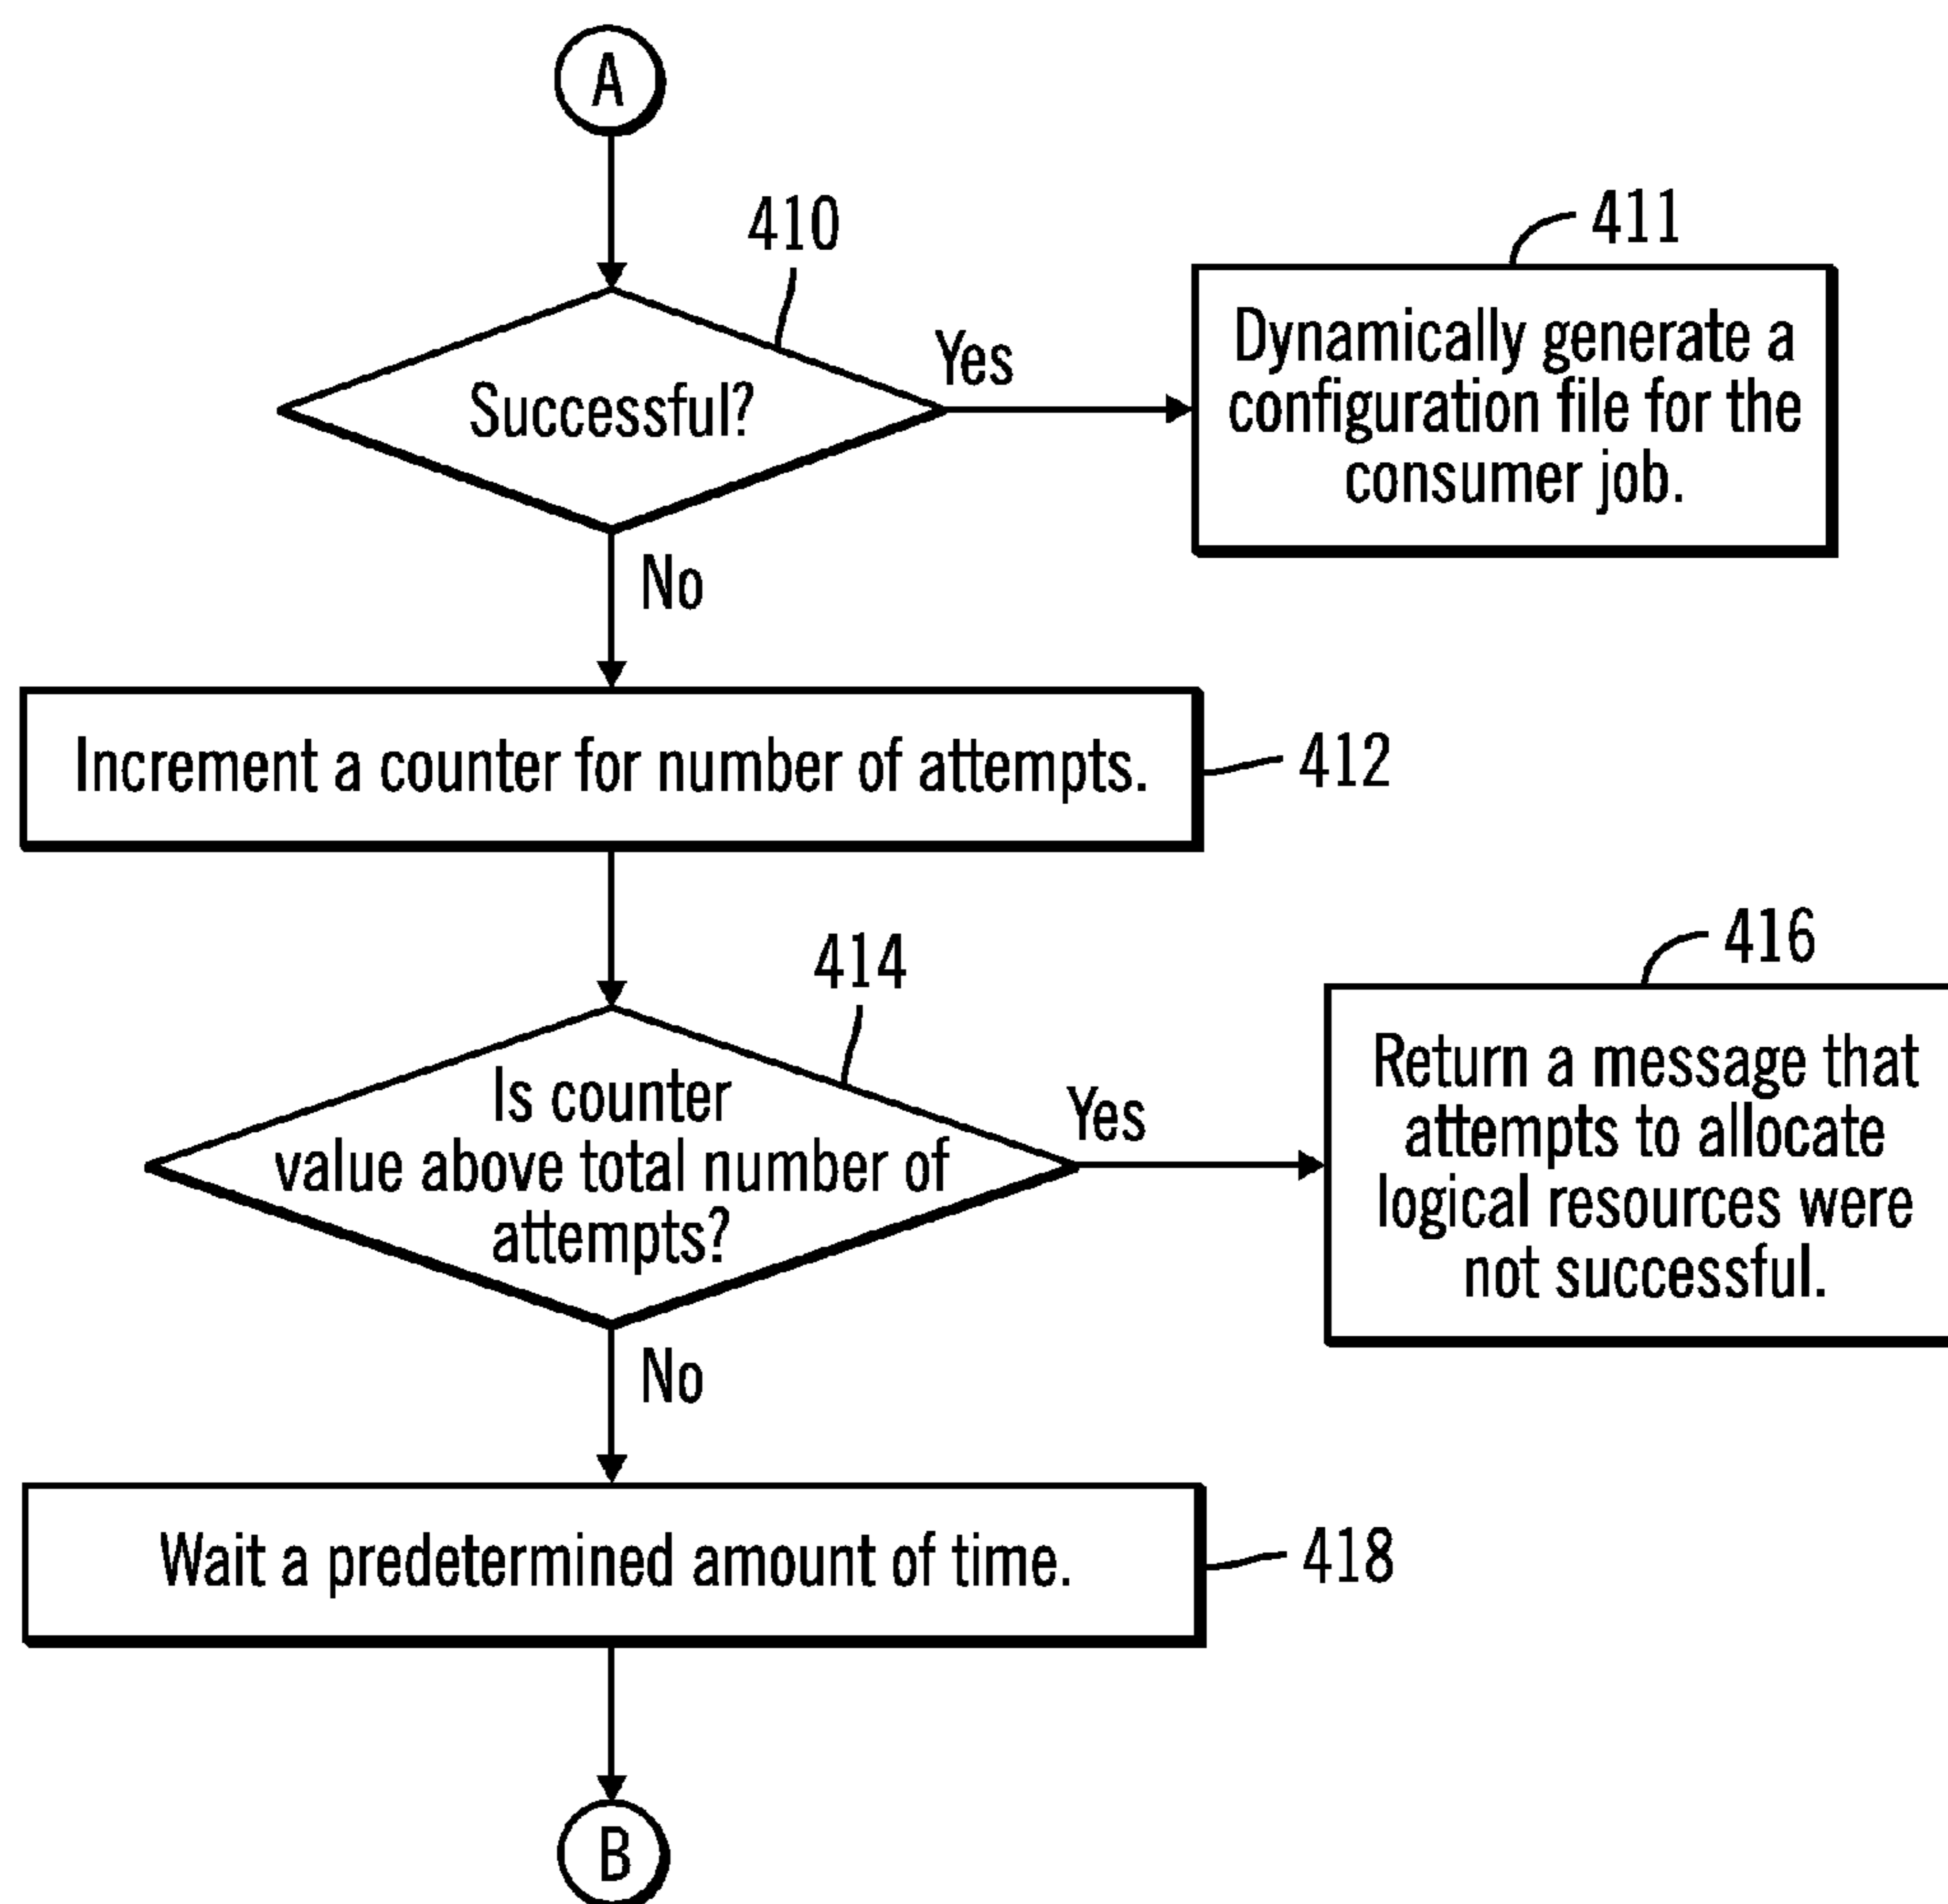 A
410
Successful?
Yes
411
Dynamically generate a
configuration file for the
consumer job.
No
Increment a counter for number of attempts.
412
414
Is counter
value above total number of
attempts?
Yes
416
Return a message that
attempts to allocate
logical resources were
not successful.
No
Wait a predetermined amount of time.
418
B